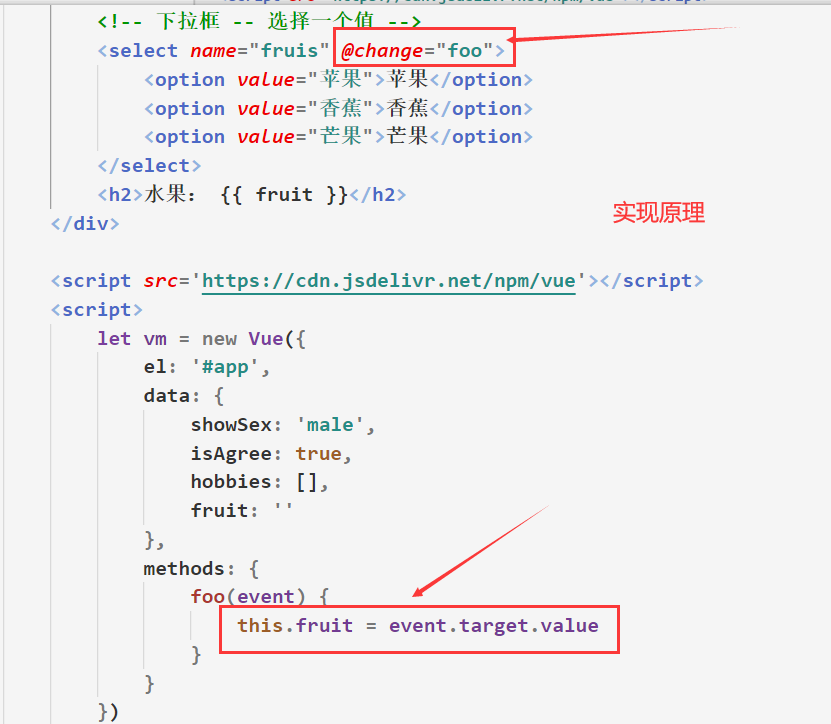 <!-- 下拉框 -- 选择一个值 -->
<select name="fruis" @change="foo">
<option value="苹果">苹果</option>
<option value="香蕉">香蕉</option>
<option value="芒果">芒果</option>
</select>
<h2>水果： {{ fruit }}</h2>
实现原理
</div>
<script src='https://cdn.jsdelivr.net/npm/vue'></script>
<script>
let vm = new Vue({
el: '#app',
data: {
showSex: 'male',
isAgree: true,
hobbies: [],
fruit: ''
},
methods: {
foo(event) {
this.fruit = event.target.value
}
}
})